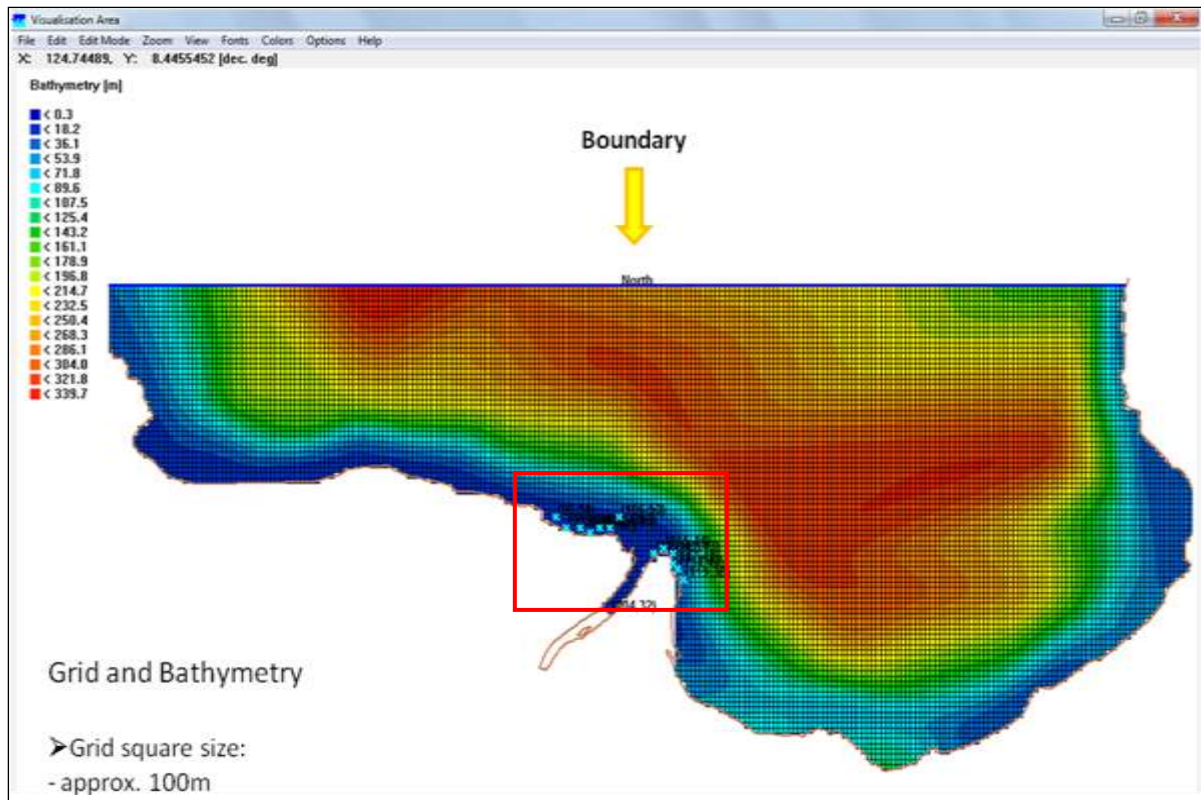 Visualisation Area
File Edit Edit Mode Zoom View Fonts Colors Options Help
X: 124.74489, Y: 8.4455452 [dec. deg]
Bathymetry [m]
< 0.3
< 18.2
< 36.1
< 53.9
< 71.8
< 89.6
< 107.5
< 125.4
< 143.2
< 161.1
< 178.9
< 196.8
< 214.7
< 232.5
< 250.4
< 268.3
< 286.1
< 304.0
< 321.8
< 339.7
Boundary
North
Grid and Bathymetry
➢Grid square size:
- approx. 100m